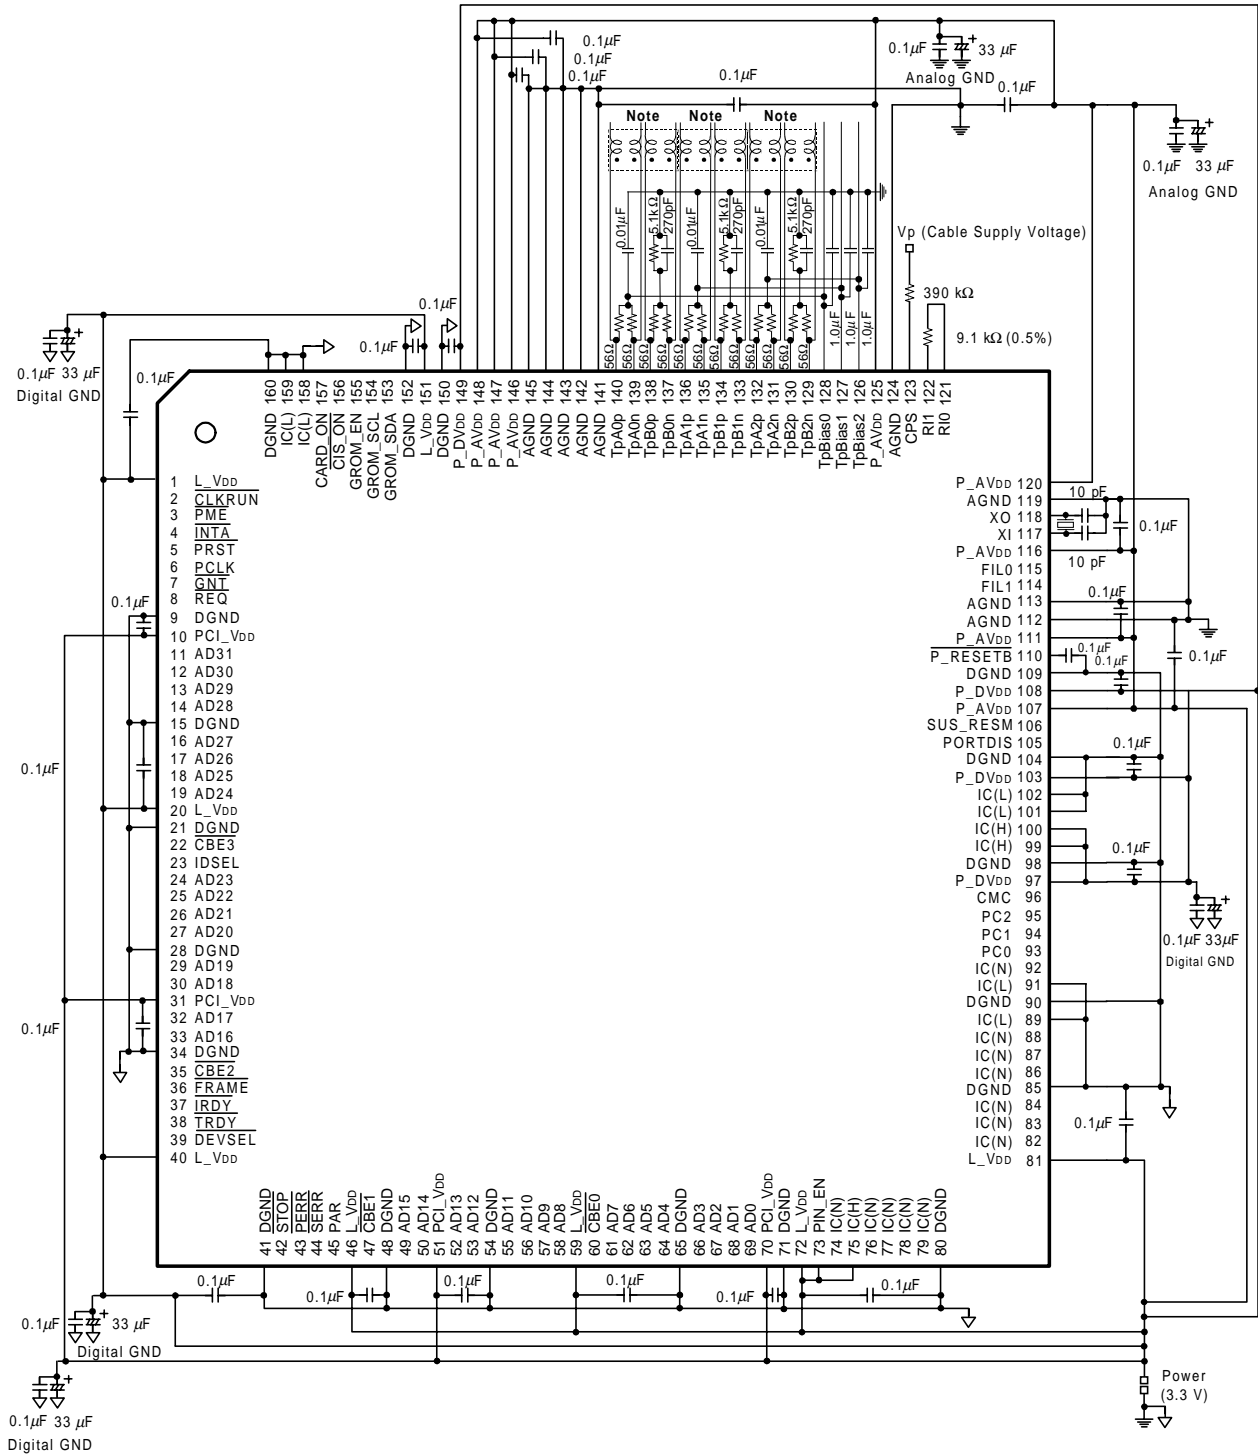 0.1μF
0.1μF
0.1μF
0.1μF
0.1μF 33 μF
Analog GND
0.1μF
0.1μF 33 μF
Analog GND
Note Note Note
0.01μF
5.1kΩ
270pF
0.01μF
5.1kΩ
270pF
0.01μF
5.1kΩ
270pF
Vp (Cable Supply Voltage)
390 kΩ
9.1 kΩ (0.5%)
56Ω
56Ω
56Ω
56Ω
56Ω
56Ω
56Ω
56Ω
56Ω
56Ω
56Ω
56Ω
1.0μF
1.0μF
1.0μF
0.1μF
0.1μF
0.1μF 33 μF
Digital GND
0.1μF
DGND 160
IC(L) 159
IC(L) 158
CARD_ON 157
CIS_ON 156
GROM_EN 155
GROM_SCL 154
GROM_SDA 153
DGND 152
L_VDD 151
DGND 150
P_DVDD 149
P_AVDD 148
P_AVDD 147
P_AVDD 146
AGND 145
AGND 144
AGND 143
AGND 142
AGND 141
TpA0p 140
TpA0n 139
TpB0p 138
TpB0n 137
TpA1p 136
TpA1n 135
TpB1p 134
TpB1n 133
TpA2p 132
TpA2n 131
TpB2p 130
TpB2n 129
TpBias0 128
TpBias1 127
TpBias2 126
P_AVDD 125
AGND 124
CPS 123
RI1 122
RI0 121
1 L_VDD
2 CLKRUN
3 PME
4 INTA
5 PRST
6 PCLK
7 GNT
8 REQ
9 DGND
10 PCI_VDD
11 AD31
12 AD30
13 AD29
14 AD28
15 DGND
16 AD27
17 AD26
18 AD25
19 AD24
20 L_VDD
21 DGND
22 CBE3
23 IDSEL
24 AD23
25 AD22
26 AD21
27 AD20
28 DGND
29 AD19
30 AD18
31 PCI_VDD
32 AD17
33 AD16
34 DGND
35 CBE2
36 FRAME
37 IRDY
38 TRDY
39 DEVSEL
40 L_VDD
0.1μF
0.1μF
0.1μF
P_AVDD 120
AGND 119
XO 118
XI 117
P_AVDD 116
FIL0 115
FIL1 114
AGND 113
AGND 112
P_AVDD 111
P_RESETB 110
DGND 109
P_DVDD 108
P_AVDD 107
SUS_RESM 106
PORTDIS 105
DGND 104
P_DVDD 103
IC(L) 102
IC(L) 101
IC(H) 100
IC(H) 99
DGND 98
P_DVDD 97
CMC 96
PC2 95
PC1 94
PC0 93
IC(N) 92
IC(L) 91
DGND 90
IC(L) 89
IC(N) 88
IC(N) 87
IC(N) 86
DGND 85
IC(N) 84
IC(N) 83
IC(N) 82
L_VDD 81
10 pF
0.1μF
10 pF
0.1μF
0.1μF
0.1μF
0.1μF
0.1μF
0.1μF
0.1μF 33μF
Digital GND
0.1μF
41 DGND
42 STOP
43 PERR
44 SERR
45 PAR
46 L_VDD
47 CBE1
48 DGND
49 AD15
50 AD14
51 PCI_VDD
52 AD13
53 AD12
54 DGND
55 AD11
56 AD10
57 AD9
58 AD8
59 L_VDD
60 CBE0
61 AD7
62 AD6
63 AD5
64 AD4
65 DGND
66 AD3
67 AD2
68 AD1
69 AD0
70 PCI_VDD
71 DGND
72 L_VDD
73 PIN_EN
74 IC(N)
75 IC(H)
76 IC(N)
77 IC(N)
78 IC(N)
79 IC(N)
80 DGND
0.1μF
0.1μF
0.1μF
0.1μF
0.1μF
0.1μF
0.1μF 33 μF
Digital GND
0.1μF 33 μF
Digital GND
Power
(3.3 V)